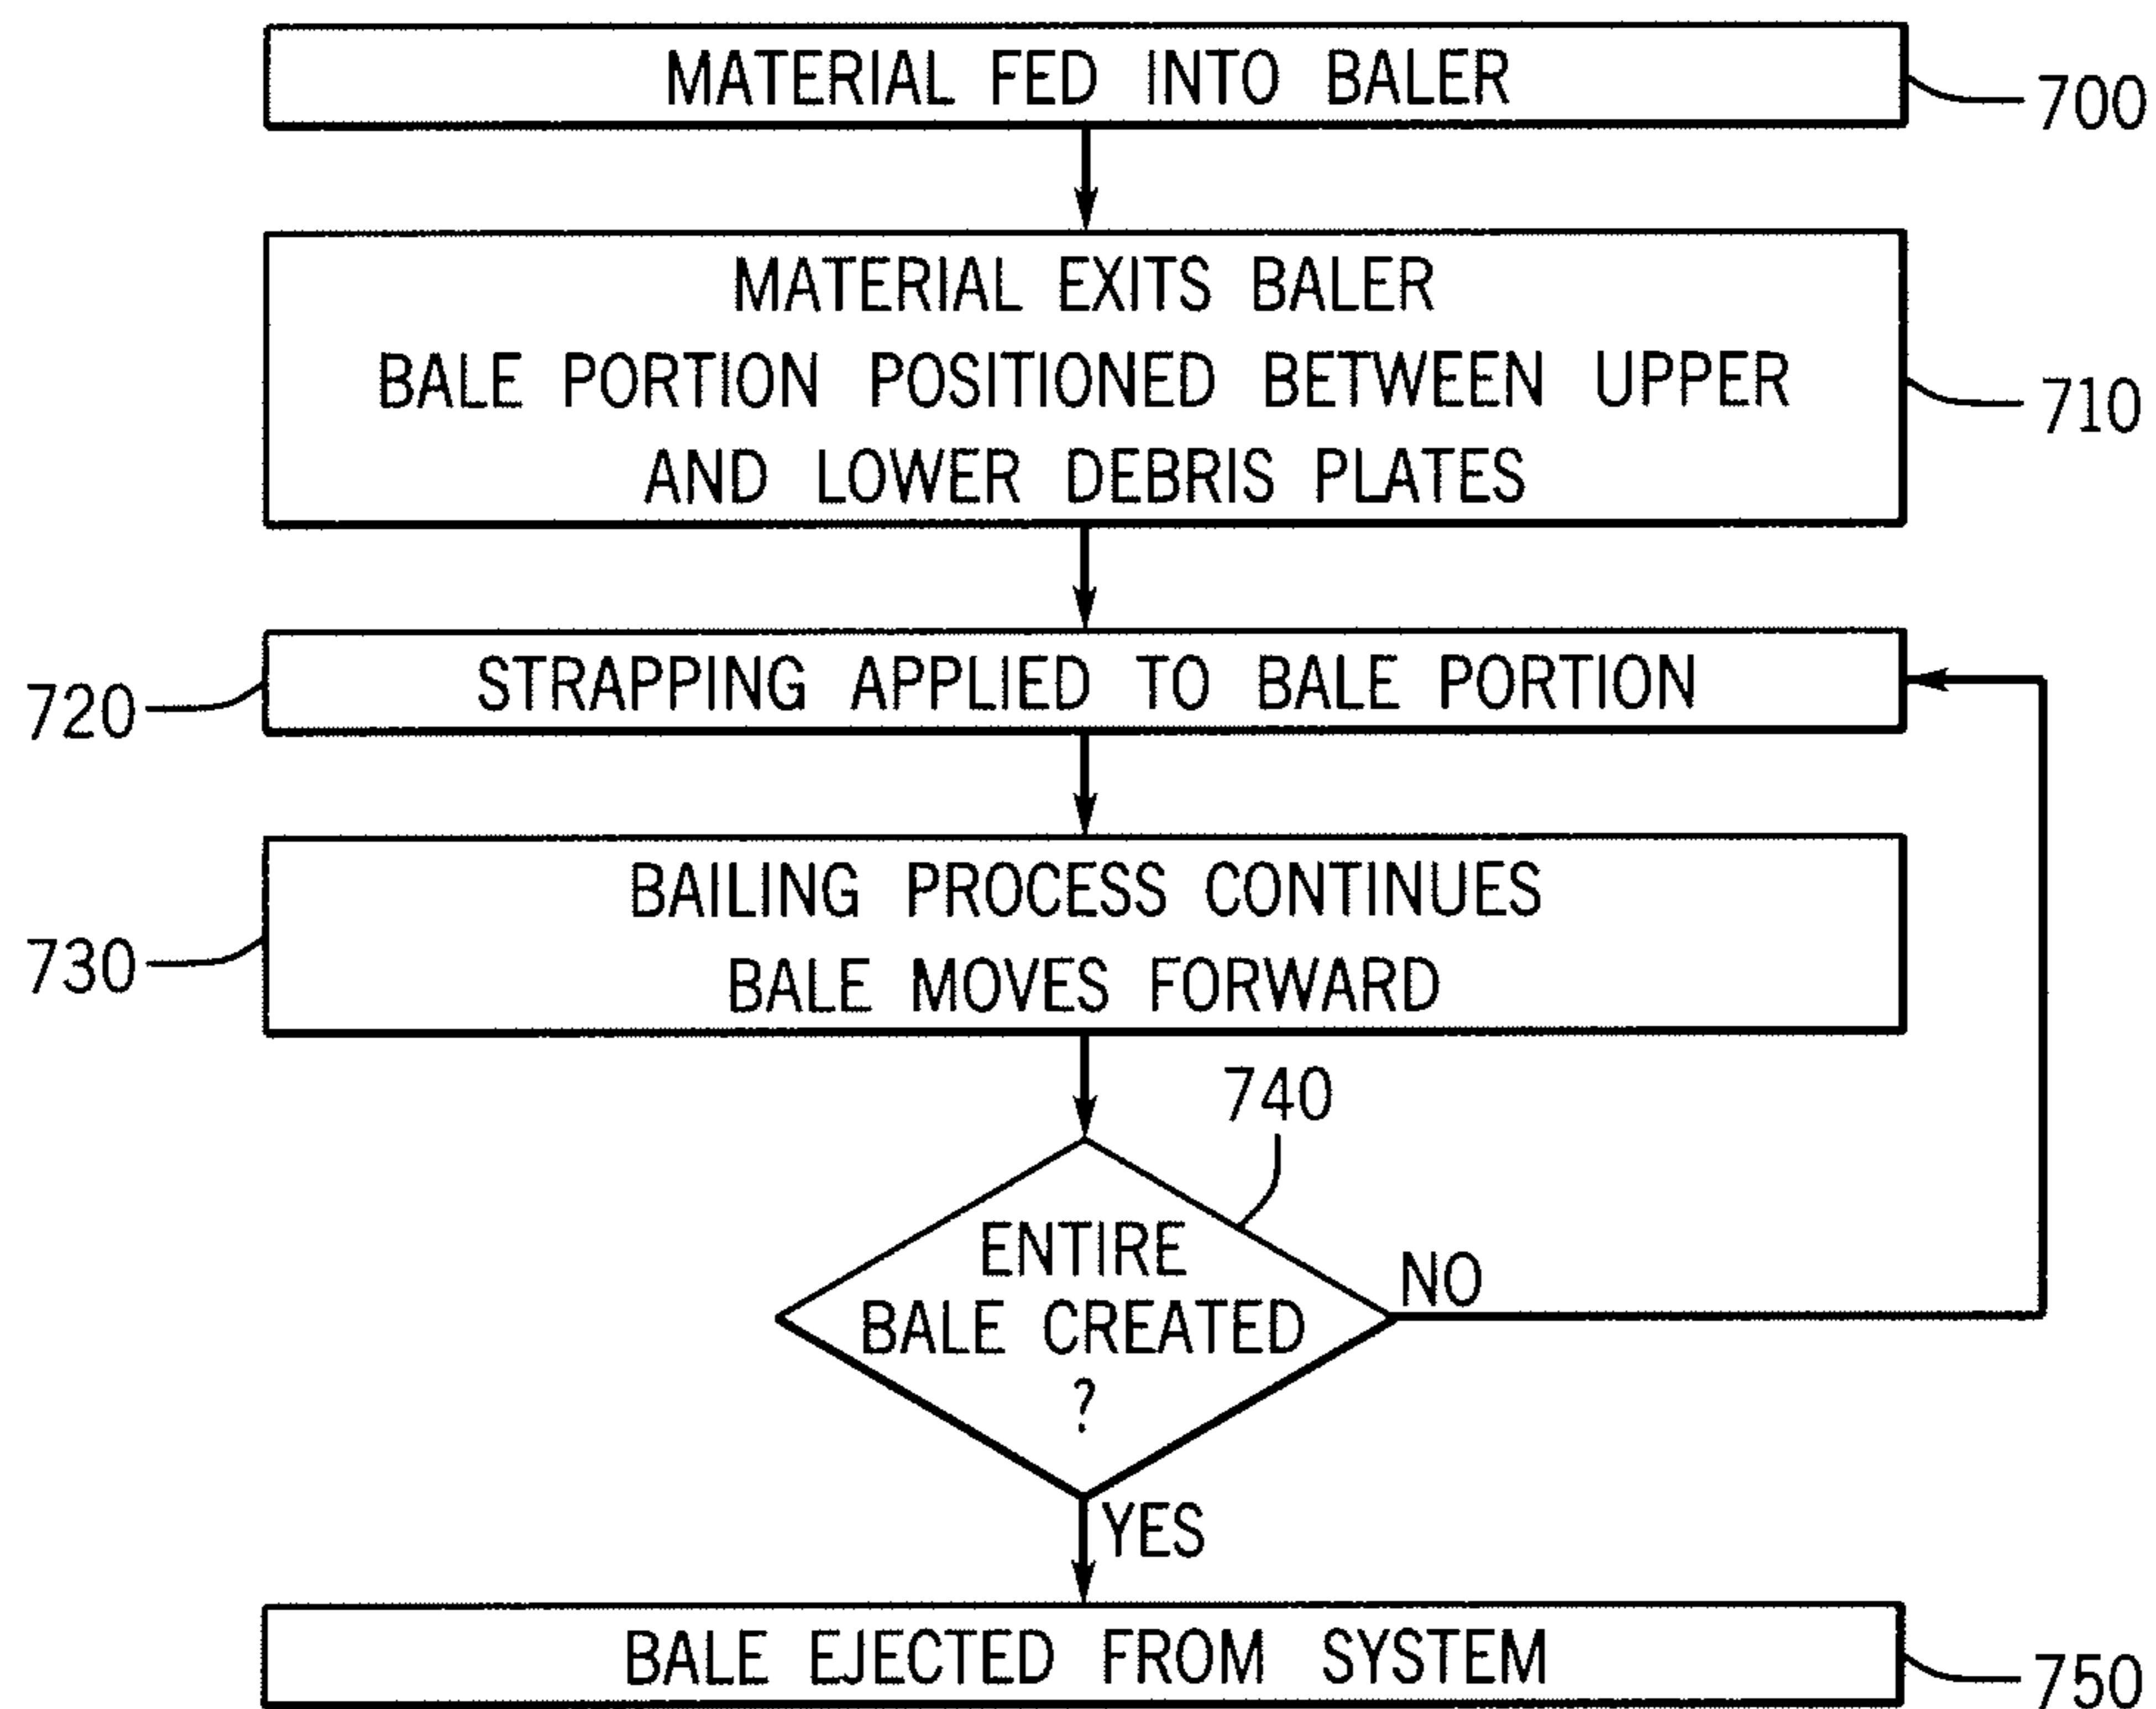 MATERIAL FED INTO BALER
700
MATERIAL EXITS BALER
BALE PORTION POSITIONED BETWEEN UPPER
AND LOWER DEBRIS PLATES
710
STRAPPING APPLIED TO BALE PORTION
720
BAILING PROCESS CONTINUES
BALE MOVES FORWARD
730
740
ENTIRE
BALE CREATED
?
NO
YES
BALE EJECTED FROM SYSTEM
750